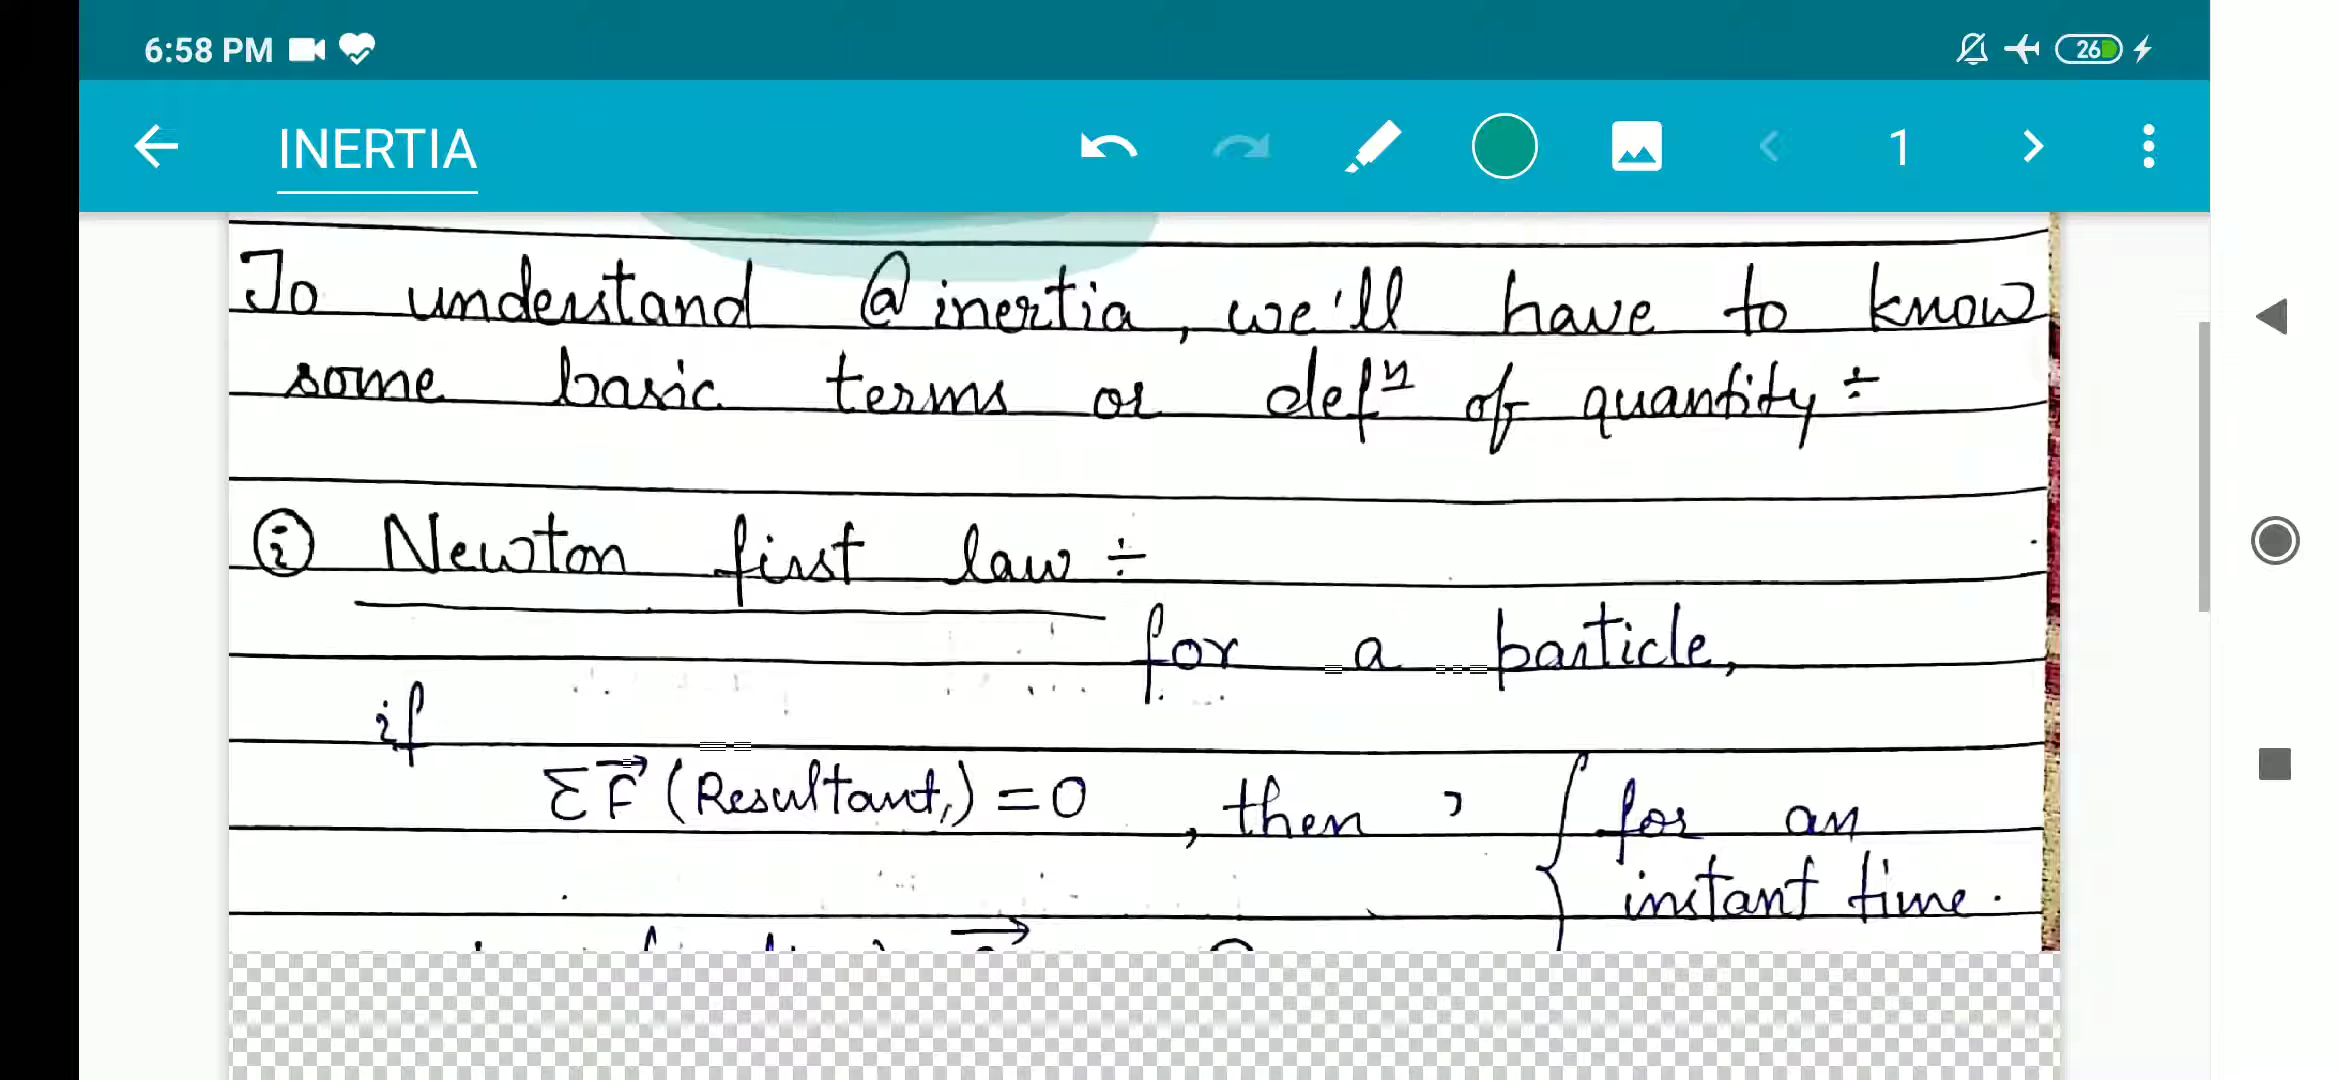 6:58 PM
26
INERTIA
1
To understand @ inertia, we'll have to know
some basic terms or defⁿ of quantity ÷
(i) Newton first law ÷
for a particle,
if
ΣF⃗ (Resultant,) = 0 , then ,
{ for an
instant time.